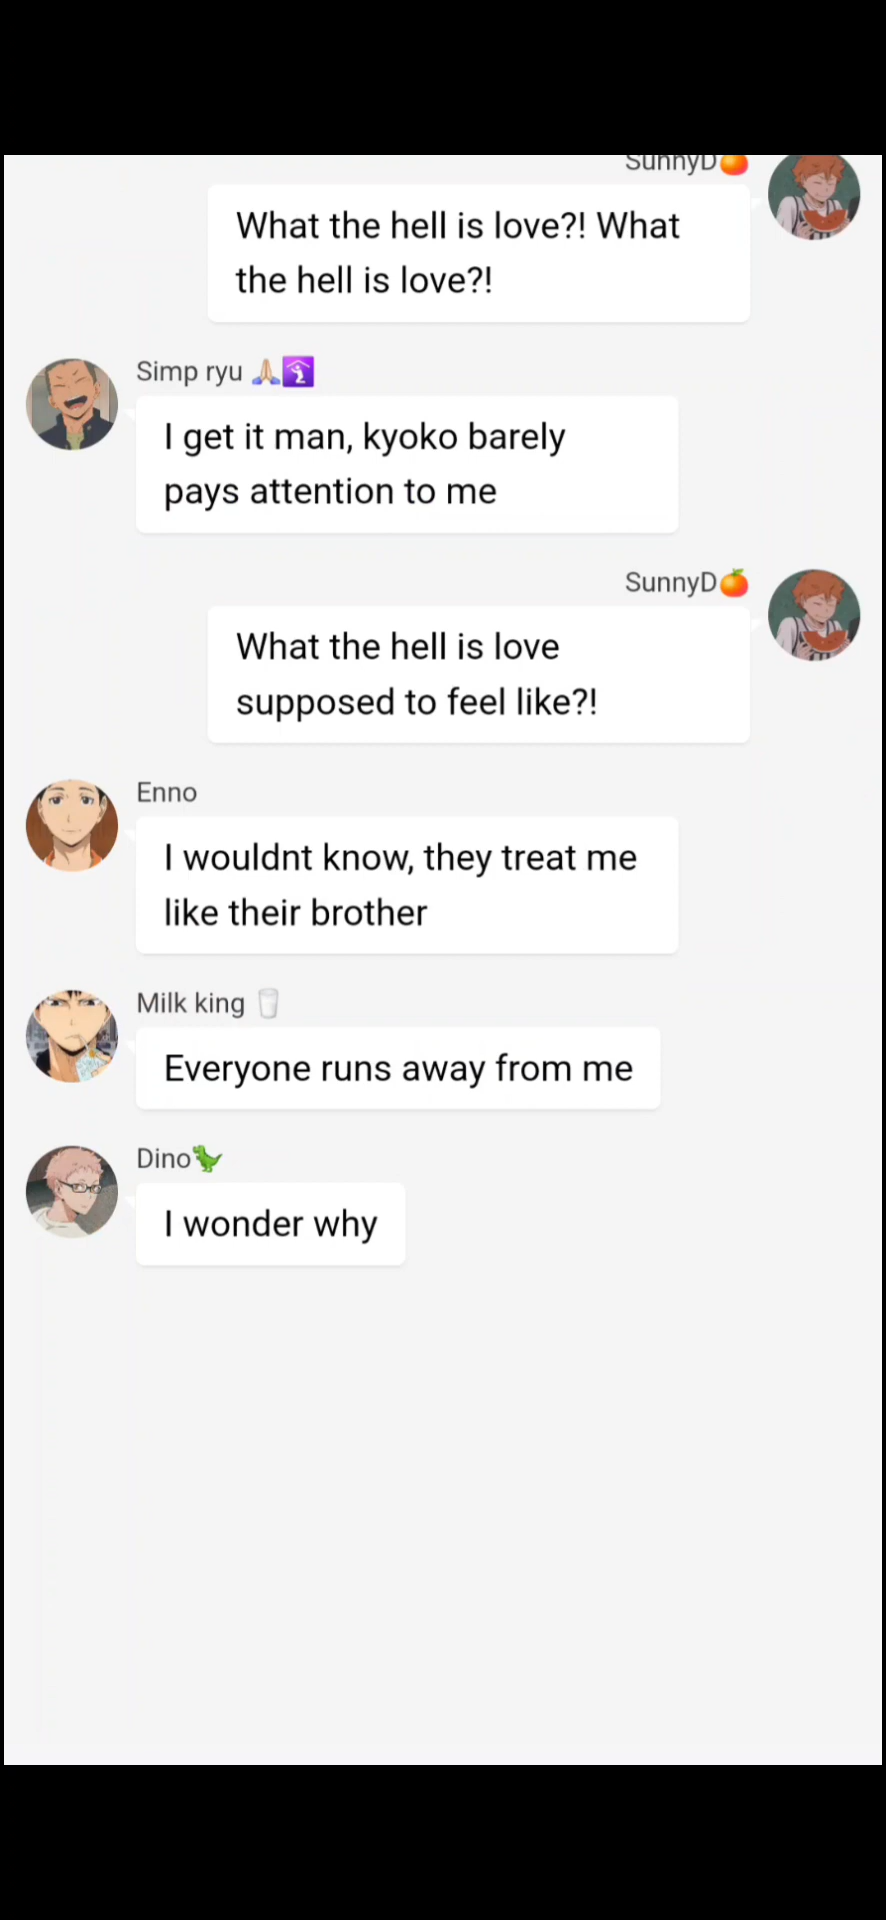 SunnyD🍊
What the hell is love?! What
the hell is love?!
Simp ryu 🙏🏼🛐
I get it man, kyoko barely
pays attention to me
SunnyD🍊
What the hell is love
supposed to feel like?!
Enno
I wouldnt know, they treat me
like their brother
Milk king 🥛
Everyone runs away from me
Dino🦖
I wonder why